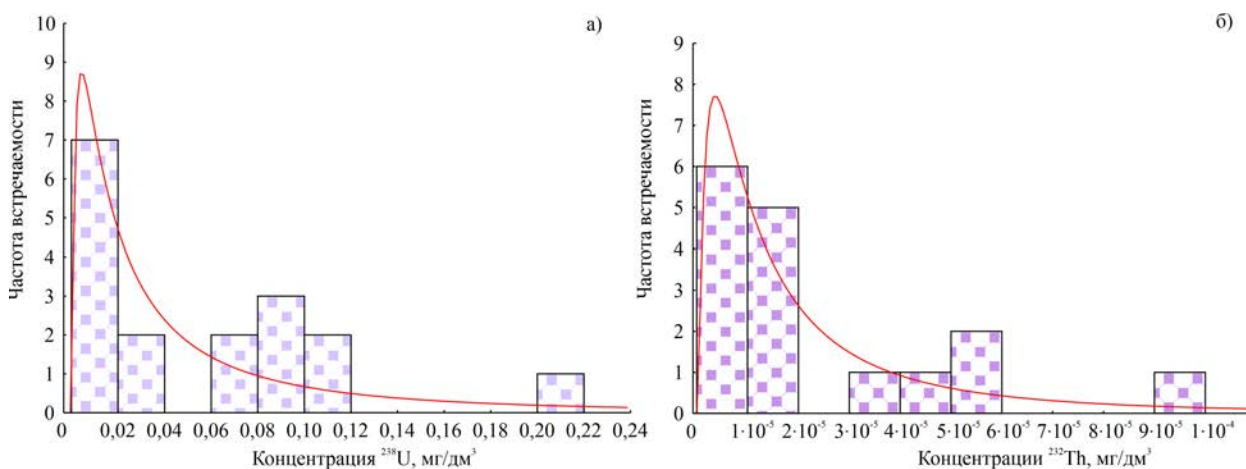 а)
Частота встречаемости
10
9
8
7
6
5
4
3
2
1
0
0 0,02 0,04 0,06 0,08 0,10 0,12 0,14 0,16 0,18 0,20 0,22 0,24
Концентрация ²³⁸U, мг/дм³
б)
Частота встречаемости
9
8
7
6
5
4
3
2
1
0
0 1·10⁻⁵ 2·10⁻⁵ 3·10⁻⁵ 4·10⁻⁵ 5·10⁻⁵ 6·10⁻⁵ 7·10⁻⁵ 8·10⁻⁵ 9·10⁻⁵ 1·10⁻⁴
Концентрации ²³²Th, мг/дм³